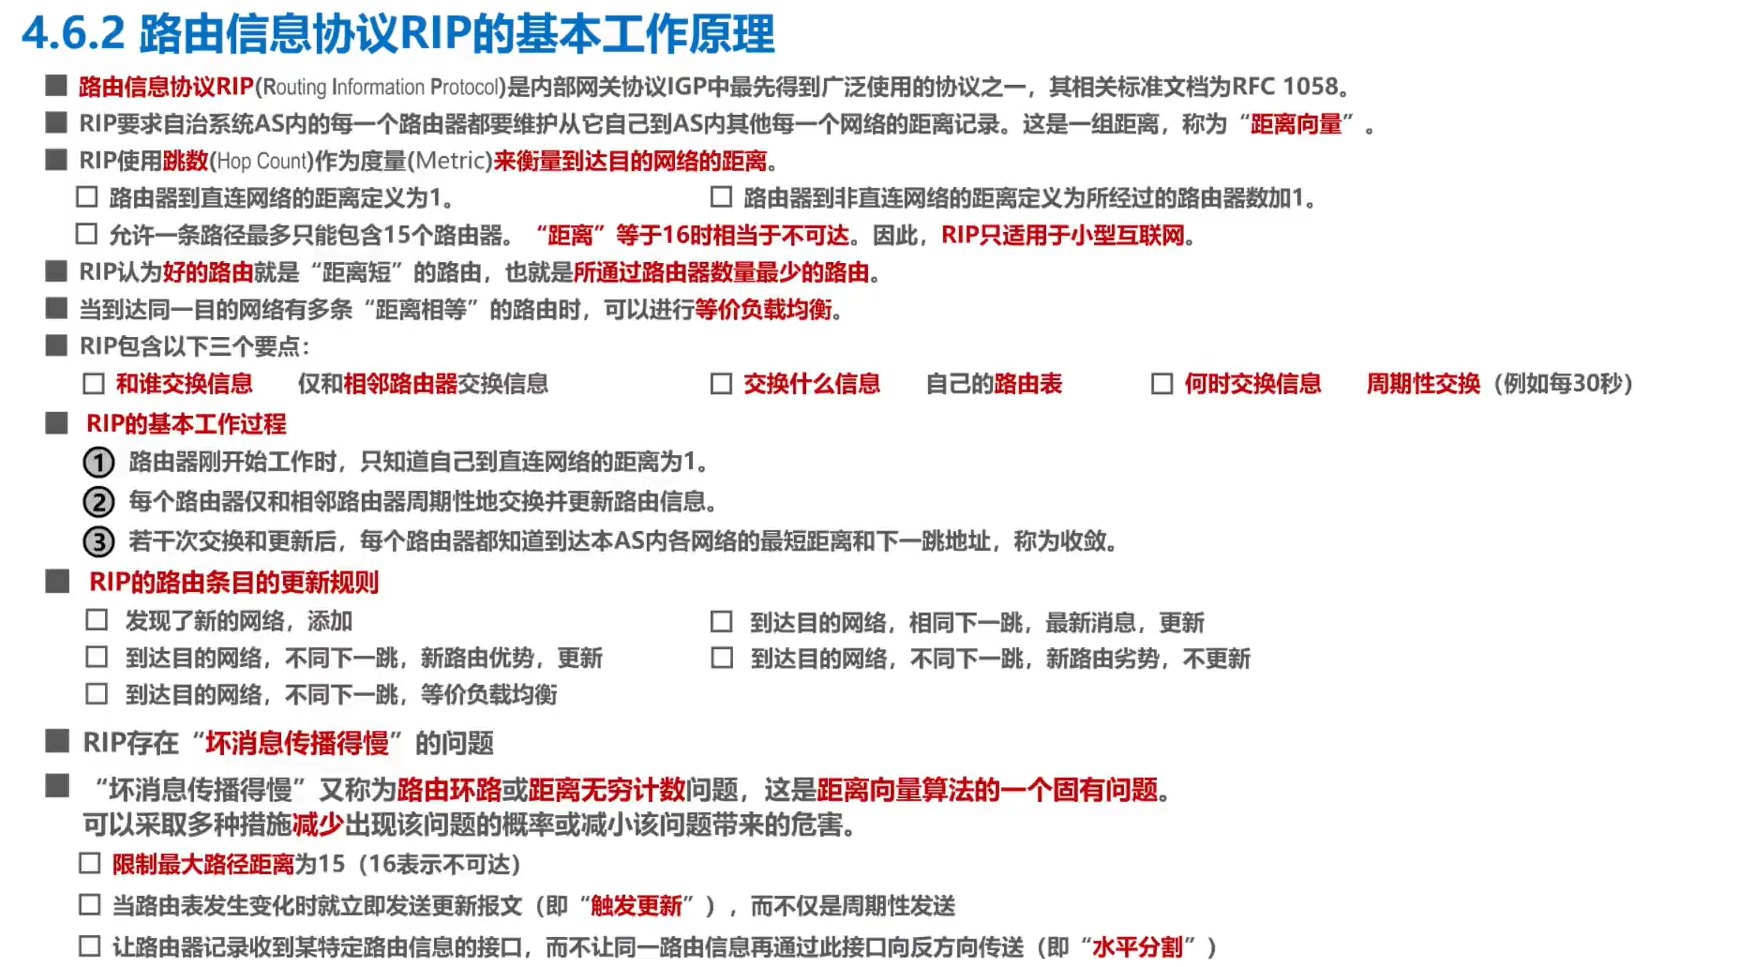 4.6.2 路由信息协议RIP的基本工作原理
路由信息协议RIP(Routing Information Protocol)是内部网关协议IGP中最先得到广泛使用的协议之一，其相关标准文档为RFC 1058。
RIP要求自治系统AS内的每一个路由器都要维护从它自己到AS内其他每一个网络的距离记录。这是一组距离，称为“距离向量”。
RIP使用跳数(Hop Count)作为度量(Metric)来衡量到达目的网络的距离。
路由器到直连网络的距离定义为1。 路由器到非直连网络的距离定义为所经过的路由器数加1。
允许一条路径最多只能包含15个路由器。“距离”等于16时相当于不可达。因此，RIP只适用于小型互联网。
RIP认为好的路由就是“距离短”的路由，也就是所通过路由器数量最少的路由。
当到达同一目的网络有多条“距离相等”的路由时，可以进行等价负载均衡。
RIP包含以下三个要点：
和谁交换信息 仅和相邻路由器交换信息 交换什么信息 自己的路由表 何时交换信息 周期性交换（例如每30秒）
RIP的基本工作过程
① 路由器刚开始工作时，只知道自己到直连网络的距离为1。
② 每个路由器仅和相邻路由器周期性地交换并更新路由信息。
③ 若干次交换和更新后，每个路由器都知道到达本AS内各网络的最短距离和下一跳地址，称为收敛。
RIP的路由条目的更新规则
发现了新的网络，添加 到达目的网络，相同下一跳，最新消息，更新
到达目的网络，不同下一跳，新路由优势，更新 到达目的网络，不同下一跳，新路由劣势，不更新
到达目的网络，不同下一跳，等价负载均衡
RIP存在“坏消息传播得慢”的问题
“坏消息传播得慢”又称为路由环路或距离无穷计数问题，这是距离向量算法的一个固有问题。
可以采取多种措施减少出现该问题的概率或减小该问题带来的危害。
限制最大路径距离为15（16表示不可达）
当路由表发生变化时就立即发送更新报文（即“触发更新”），而不仅是周期性发送
让路由器记录收到某特定路由信息的接口，而不让同一路由信息再通过此接口向反方向传送（即“水平分割”）